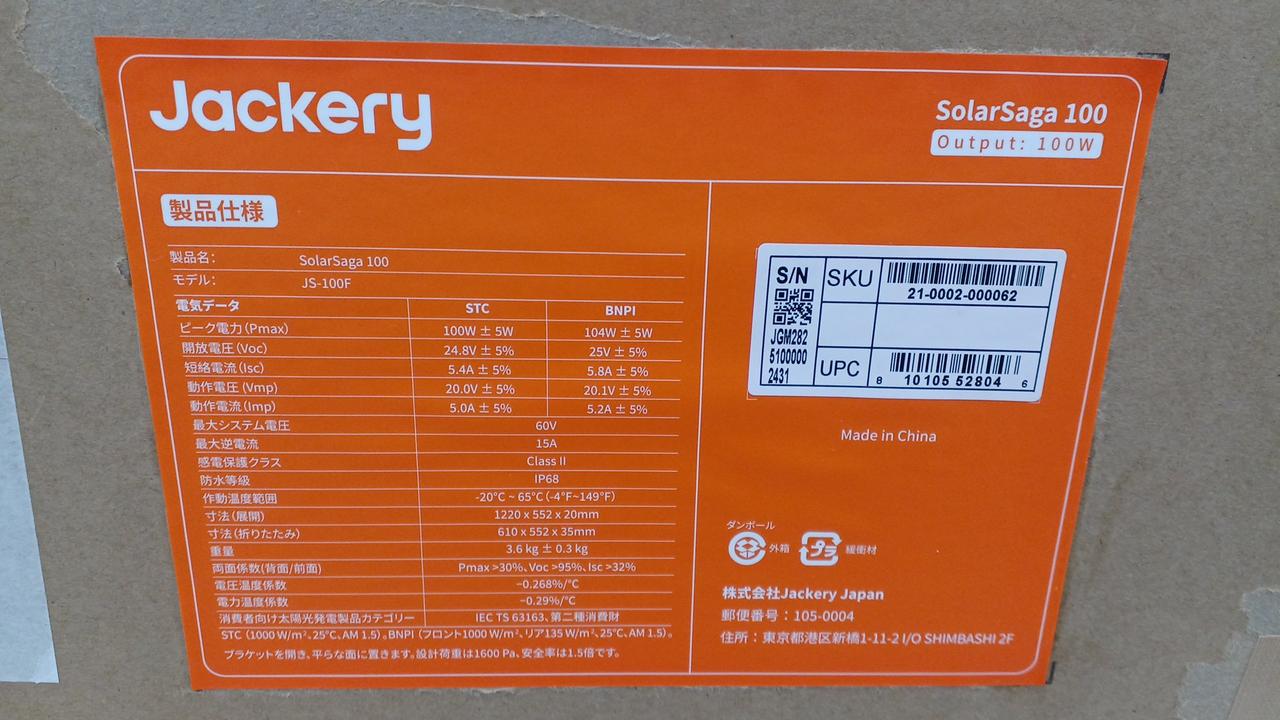 Jackery
SolarSaga 100
Output: 100W
製品仕様
製品名: SolarSaga 100
モデル: JS-100F
電気データ STC BNPI
ピーク電力(Pmax) 100W ± 5W 104W ± 5W
開放電圧(Voc) 24.8V ± 5% 25V ± 5%
短絡電流(Isc) 5.4A ± 5% 5.8A ± 5%
動作電圧(Vmp) 20.0V ± 5% 20.1V ± 5%
動作電流(Imp) 5.0A ± 5% 5.2A ± 5%
最大システム電圧 60V
最大逆電流 15A
感電保護クラス Class II
防水等級 IP68
作動温度範囲 -20°C ~ 65°C (-4°F~149°F)
寸法(展開) 1220 x 552 x 20mm
寸法(折りたたみ) 610 x 552 x 35mm
重量 3.6 kg ± 0.3 kg
両面係数(背面/前面) Pmax >30%、Voc >95%、Isc >32%
電圧温度係数 −0.268%/°C
電力温度係数 −0.29%/°C
消費者向け太陽光発電製品カテゴリー IEC TS 63163、第二種消費財
STC (1000 W/m²、25°C、AM 1.5)。BNPI (フロント1000 W/m²、リア135 W/m²、25°C、AM 1.5)。
ブラケットを開き、平らな面に置きます。設計荷重は1600 Pa、安全率は1.5倍です。
S/N
JGM282
5100000
2431
SKU
21-0002-000062
UPC
8 10105 52804 6
Made in China
ダンボール
外箱 プラ 緩衝材
株式会社Jackery Japan
郵便番号：105-0004
住所：東京都港区新橋1-11-2 I/O SHIMBASHI 2F